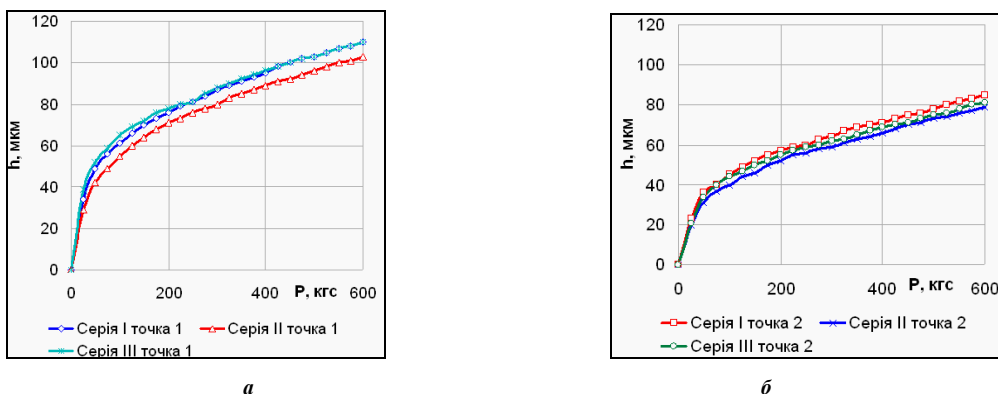 120
100
80
60
40
20
0
h, мкм
0
200
400
P, кгс
600
Серія I точка 1
Серія II точка 1
Серія III точка 1
а
120
100
80
60
40
20
0
h, мкм
0
200
400
P, кгс
600
Серія I точка 2
Серія II точка 2
Серія III точка 2
б